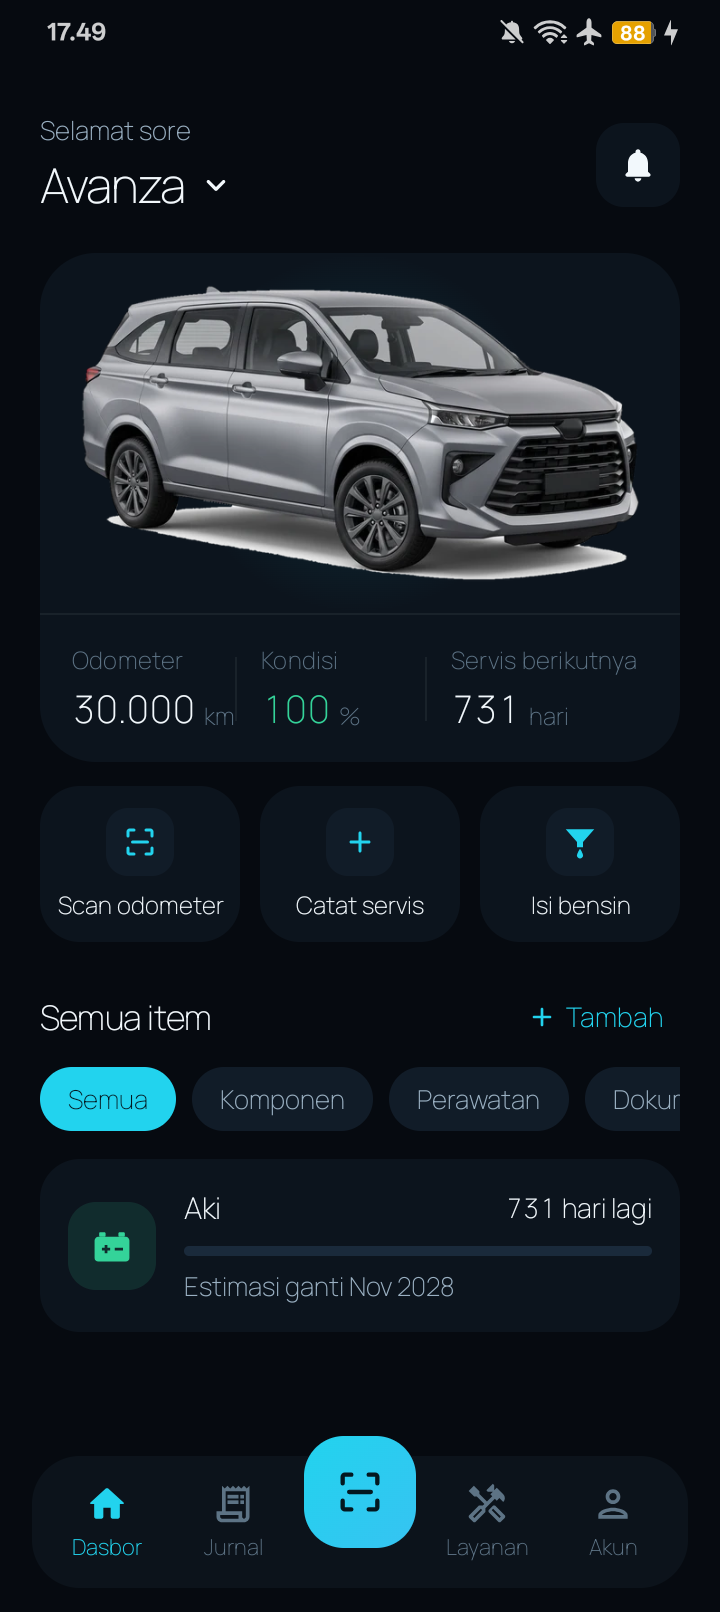 17.49
88
Selamat sore
Avanza
Odometer
30.000 km
Kondisi
100 %
Servis berikutnya
731 hari
Scan odometer
Catat servis
Isi bensin
Semua item
+ Tambah
Semua
Komponen
Perawatan
Dokur
Aki
731 hari lagi
Estimasi ganti Nov 2028
Dasbor
Jurnal
Layanan
Akun